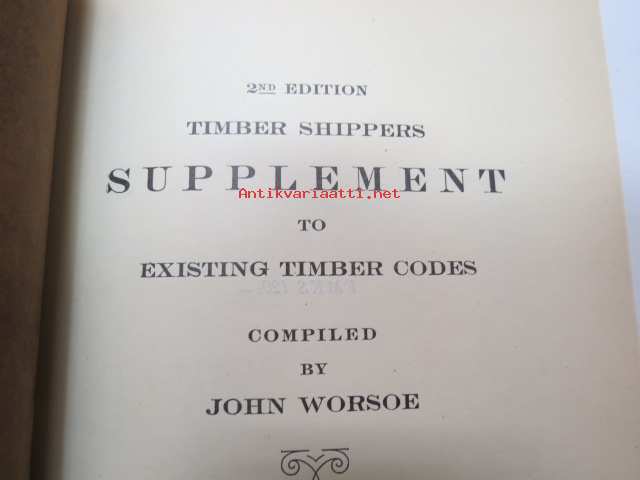 2ND EDITION
TIMBER SHIPPERS
SUPPLEMENT
Antikvariaatti.net
TO
EXISTING TIMBER CODES
COMPILED
BY
JOHN WORSOE